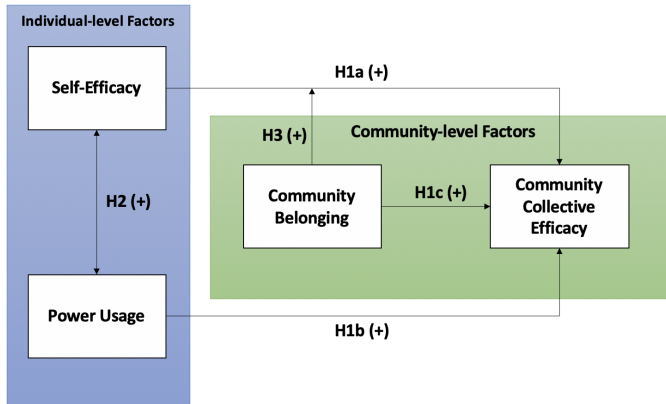 Individual-level Factors
Self-Efficacy
H1a (+)
H3 (+)
Community-level Factors
H2 (+)
Community
Belonging
H1c (+)
Community
Collective
Efficacy
Power Usage
H1b (+)